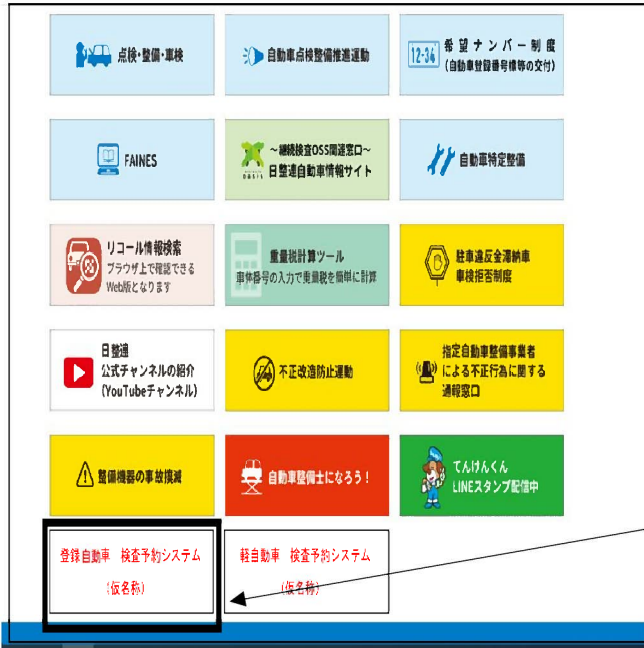 点検・整備・車検
自動車点検整備推進運動
12-34
希望ナンバー制度
(自動車登録番号標等の交付)
FAINES
OASIS
～継続検査OSS関連窓口～
日整連自動車情報サイト
自動車特定整備
リコール情報検索
ブラウザ上で確認できる
Web版となります
重量税計算ツール
車体番号の入力で重量税を簡単に計算
駐車違反金滞納車
車検拒否制度
日整連
公式チャンネルの紹介
(YouTubeチャンネル)
不正改造防止運動
指定自動車整備事業者
による不正行為に関する
通報窓口
整備機器の事故撲滅
自動車整備士になろう！
てんけんくん
LINEスタンプ配信中
登録自動車　検査予約システム
(仮名称)
軽自動車　検査予約システム
(仮名称)